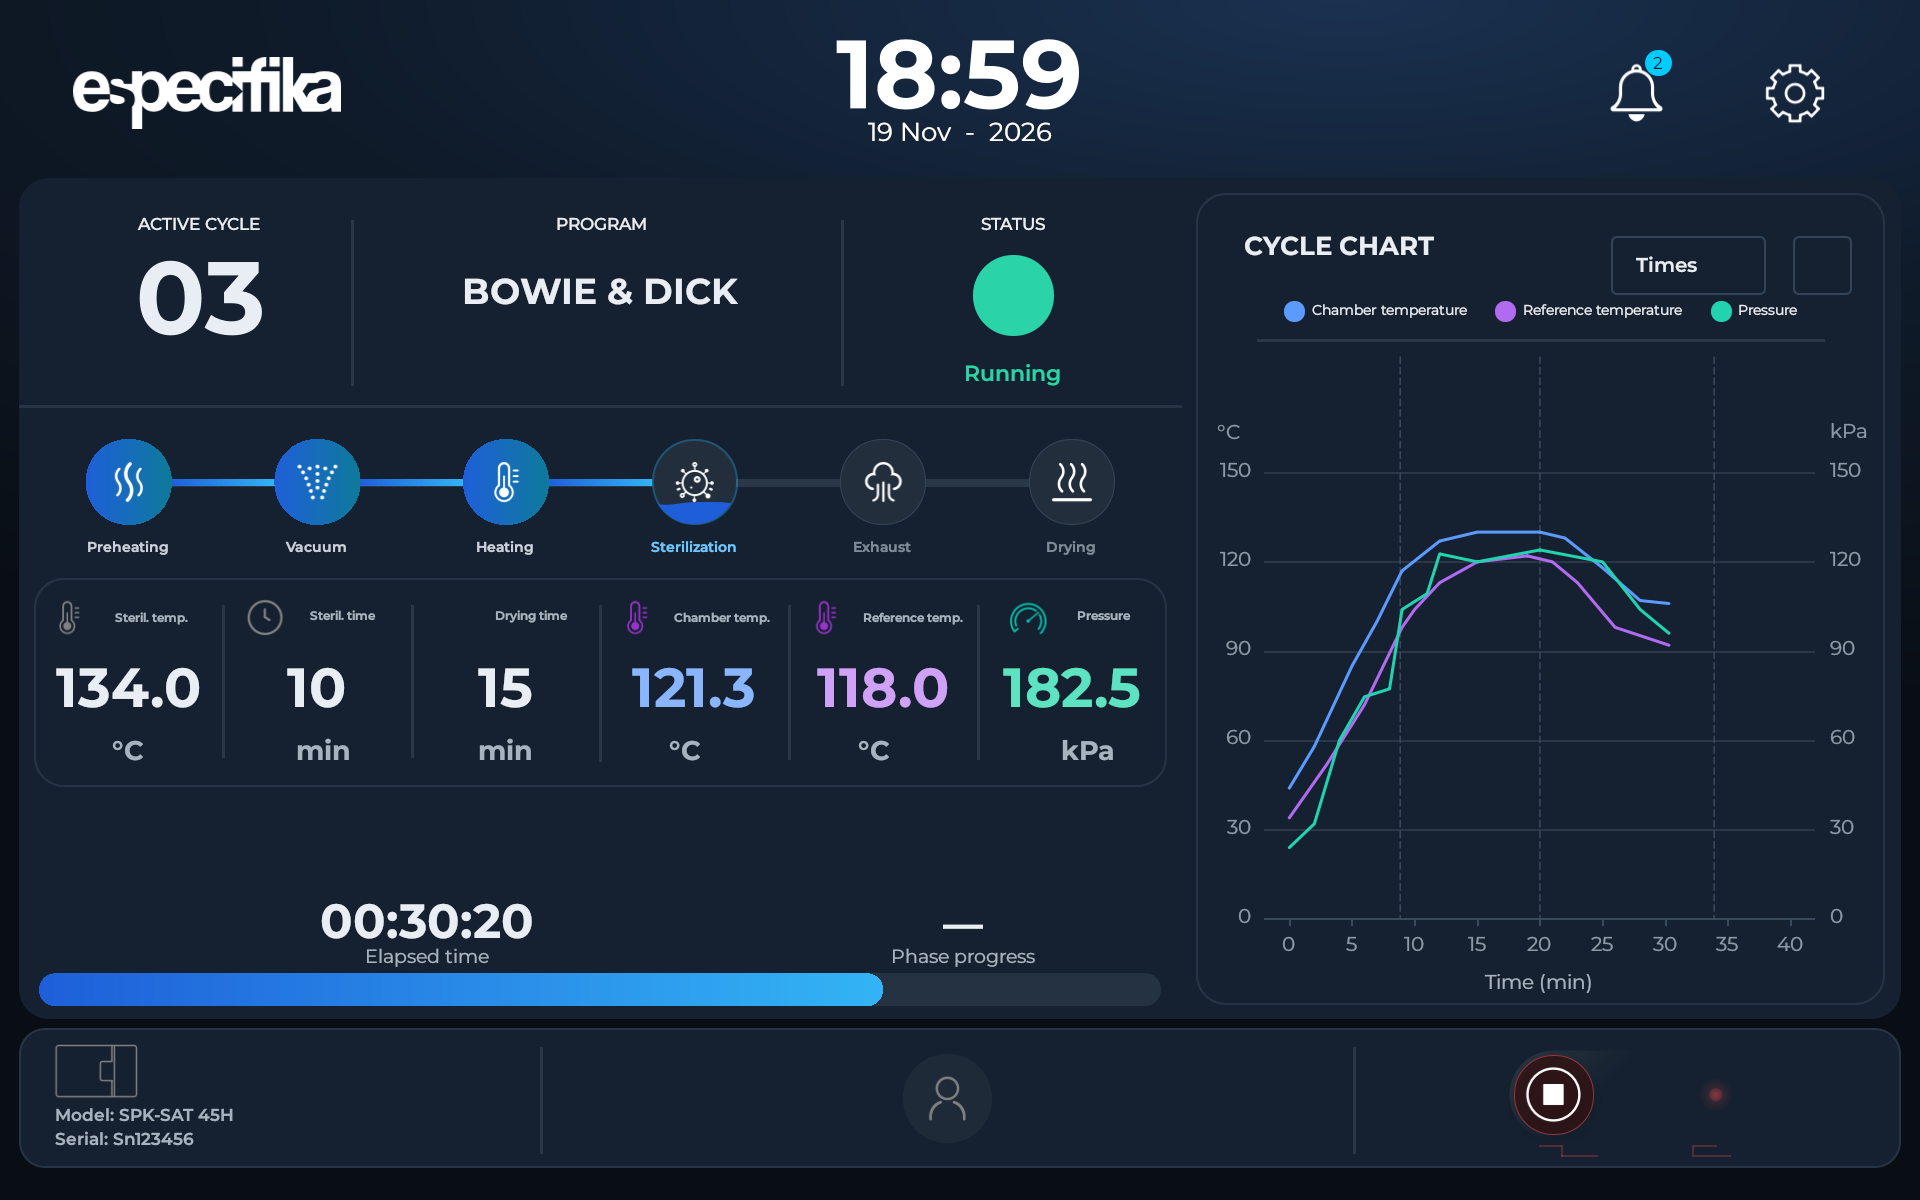 especifika
18:59
19 Nov - 2026
2
ACTIVE CYCLE
03
PROGRAM
BOWIE & DICK
STATUS
Running
Preheating
Vacuum
Heating
Sterilization
Exhaust
Drying
Steril. temp.
134.0
°C
Steril. time
10
min
Drying time
15
min
Chamber temp.
121.3
°C
Reference temp.
118.0
°C
Pressure
182.5
kPa
00:30:20
Elapsed time
—
Phase progress
CYCLE CHART
Times
Chamber temperature
Reference temperature
Pressure
°C
kPa
150
150
120
120
90
90
60
60
30
30
0
0
0 5 10 15 20 25 30 35 40
Time (min)
Model: SPK-SAT 45H
Serial: Sn123456